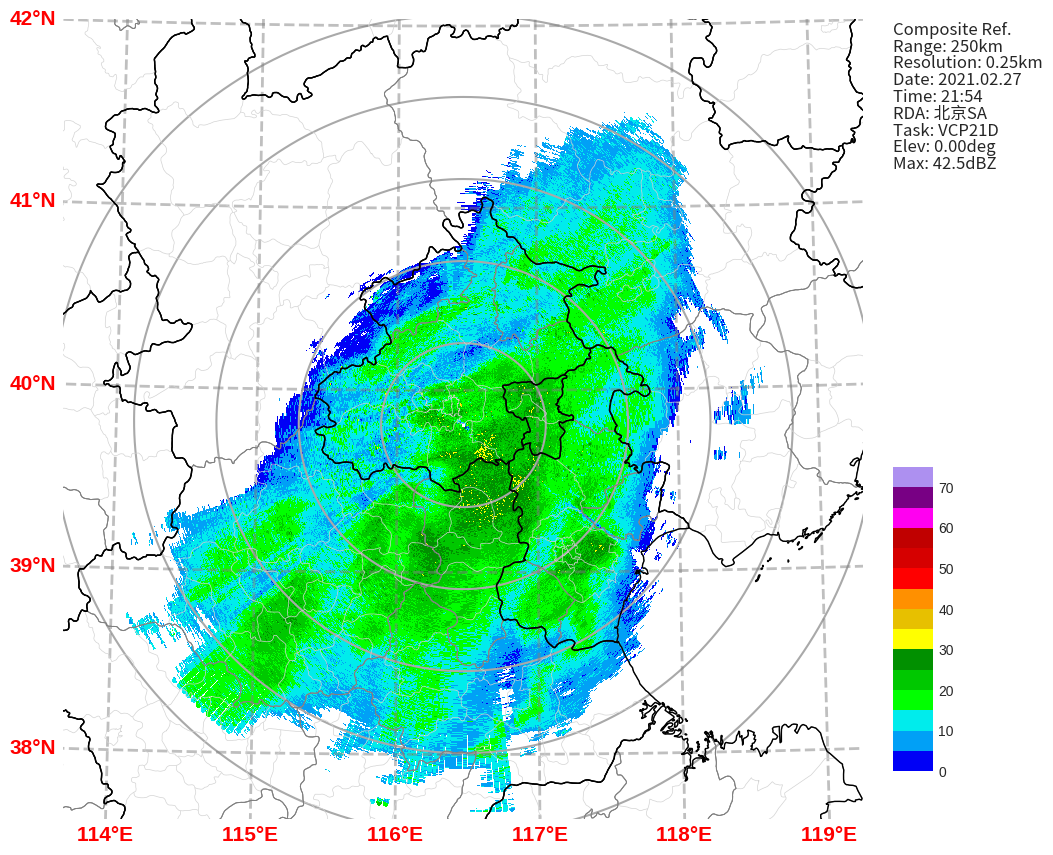 42°N
41°N
40°N
39°N
38°N
114°E
115°E
116°E
117°E
118°E
119°E
Composite Ref.
Range: 250km
Resolution: 0.25km
Date: 2021.02.27
Time: 21:54
RDA: 北京SA
Task: VCP21D
Elev: 0.00deg
Max: 42.5dBZ
70
60
50
40
30
20
10
0